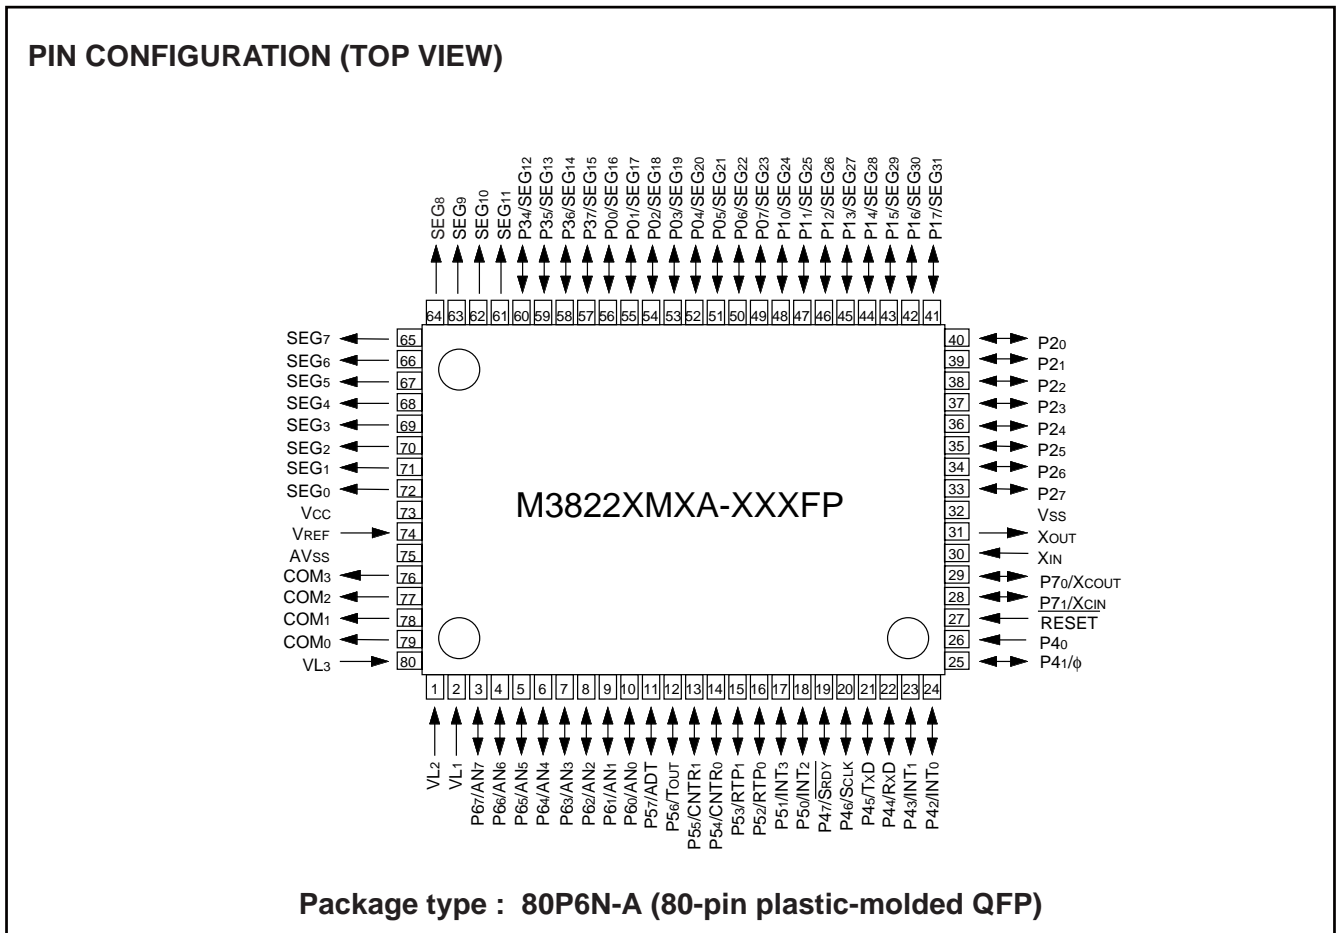 PIN CONFIGURATION (TOP VIEW)
SEG8
SEG9
SEG10
SEG11
P34/SEG12
P35/SEG13
P36/SEG14
P37/SEG15
P00/SEG16
P01/SEG17
P02/SEG18
P03/SEG19
P04/SEG20
P05/SEG21
P06/SEG22
P07/SEG23
P10/SEG24
P11/SEG25
P12/SEG26
P13/SEG27
P14/SEG28
P15/SEG29
P16/SEG30
P17/SEG31
64 63 62 61 60 59 58 57 56 55 54 53 52 51 50 49 48 47 46 45 44 43 42 41
SEG7 65
SEG6 66
SEG5 67
SEG4 68
SEG3 69
SEG2 70
SEG1 71
SEG0 72
VCC 73
VREF 74
AVSS 75
COM3 76
COM2 77
COM1 78
COM0 79
VL3 80
M3822XMXA-XXXFP
40 P20
39 P21
38 P22
37 P23
36 P24
35 P25
34 P26
33 P27
32 VSS
31 XOUT
30 XIN
29 P70/XCOUT
28 P71/XCIN
27 RESET
26 P40
25 P41/φ
1 2 3 4 5 6 7 8 9 10 11 12 13 14 15 16 17 18 19 20 21 22 23 24
VL2
VL1
P67/AN7
P66/AN6
P65/AN5
P64/AN4
P63/AN3
P62/AN2
P61/AN1
P60/AN0
P57/ADT
P56/TOUT
P55/CNTR1
P54/CNTR0
P53/RTP1
P52/RTP0
P51/INT3
P50/INT2
P47/SRDY
P46/SCLK
P45/TXD
P44/RXD
P43/INT1
P42/INT0
Package type : 80P6N-A (80-pin plastic-molded QFP)